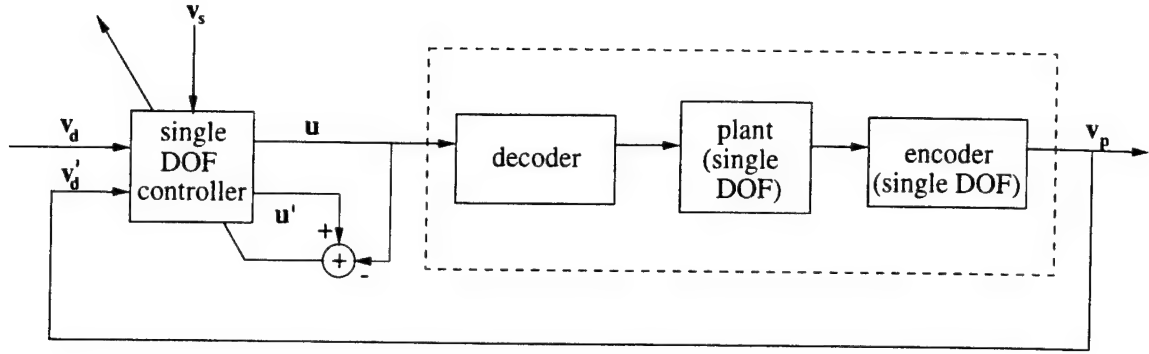 v_s
v_d
v_d'
single
DOF
controller
u
u'
+
+
-
decoder
plant
(single
DOF)
encoder
(single DOF)
v_p